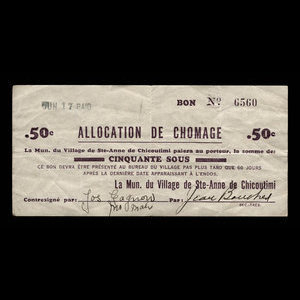 JUN 17 PAID
BON No 6560
.50c ALLOCATION DE CHOMAGE .50c
La Mun. du Village de Ste-Anne de Chicoutimi paiera au porteur, la somme de:
CINQUANTE SOUS
CE BON DEVRA ÊTRE PRÉSENTÉ AU BUREAU DU VILLAGE PAS PLUS TARD QUE 60 JOURS
APRÈS LA DERNIÈRE DATE APPARAISSANT À L'ENDOS.
La Mun. du Village de Ste-Anne de Chicoutimi
Contresigné par: Jos Gagnon Par: Jean
SEC.-TRES.